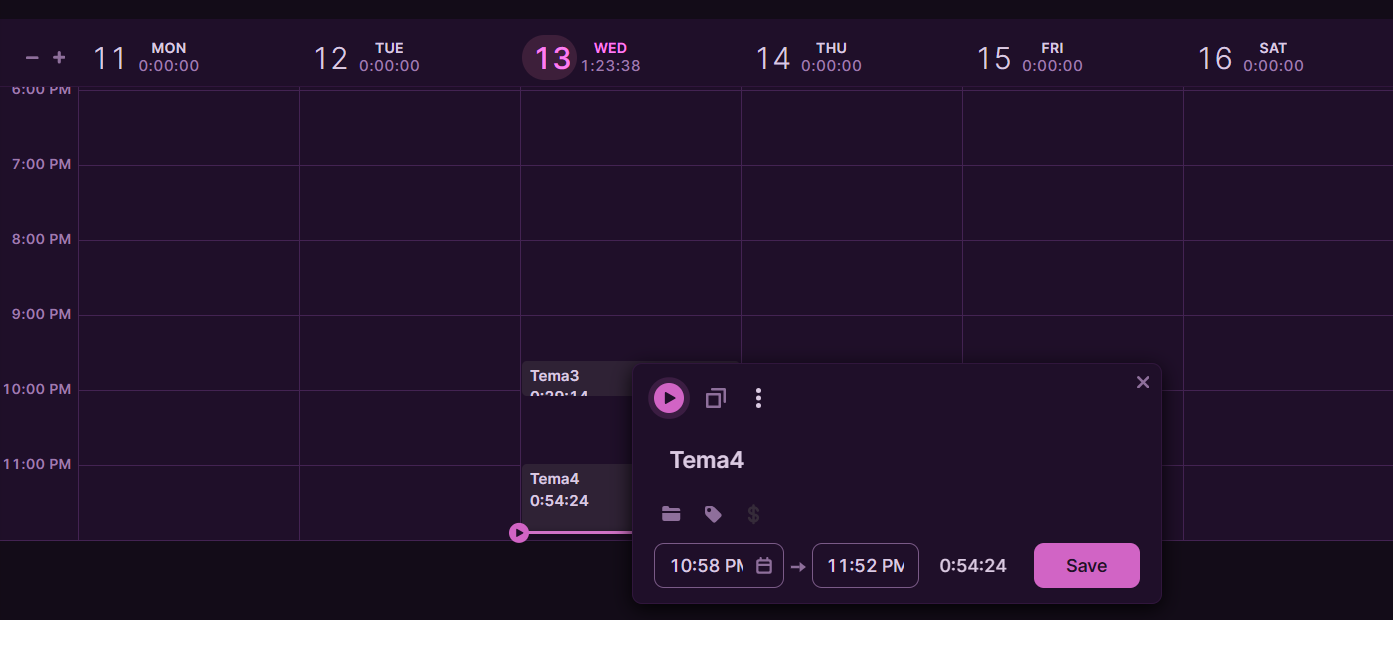 11 MON 0:00:00
12 TUE 0:00:00
13 WED 1:23:38
14 THU 0:00:00
15 FRI 0:00:00
16 SAT 0:00:00
6:00 PM
7:00 PM
8:00 PM
9:00 PM
10:00 PM
11:00 PM
Tema3
0:29:14
Tema4
0:54:24
Tema4
10:58 PM
11:52 PM
0:54:24
Save